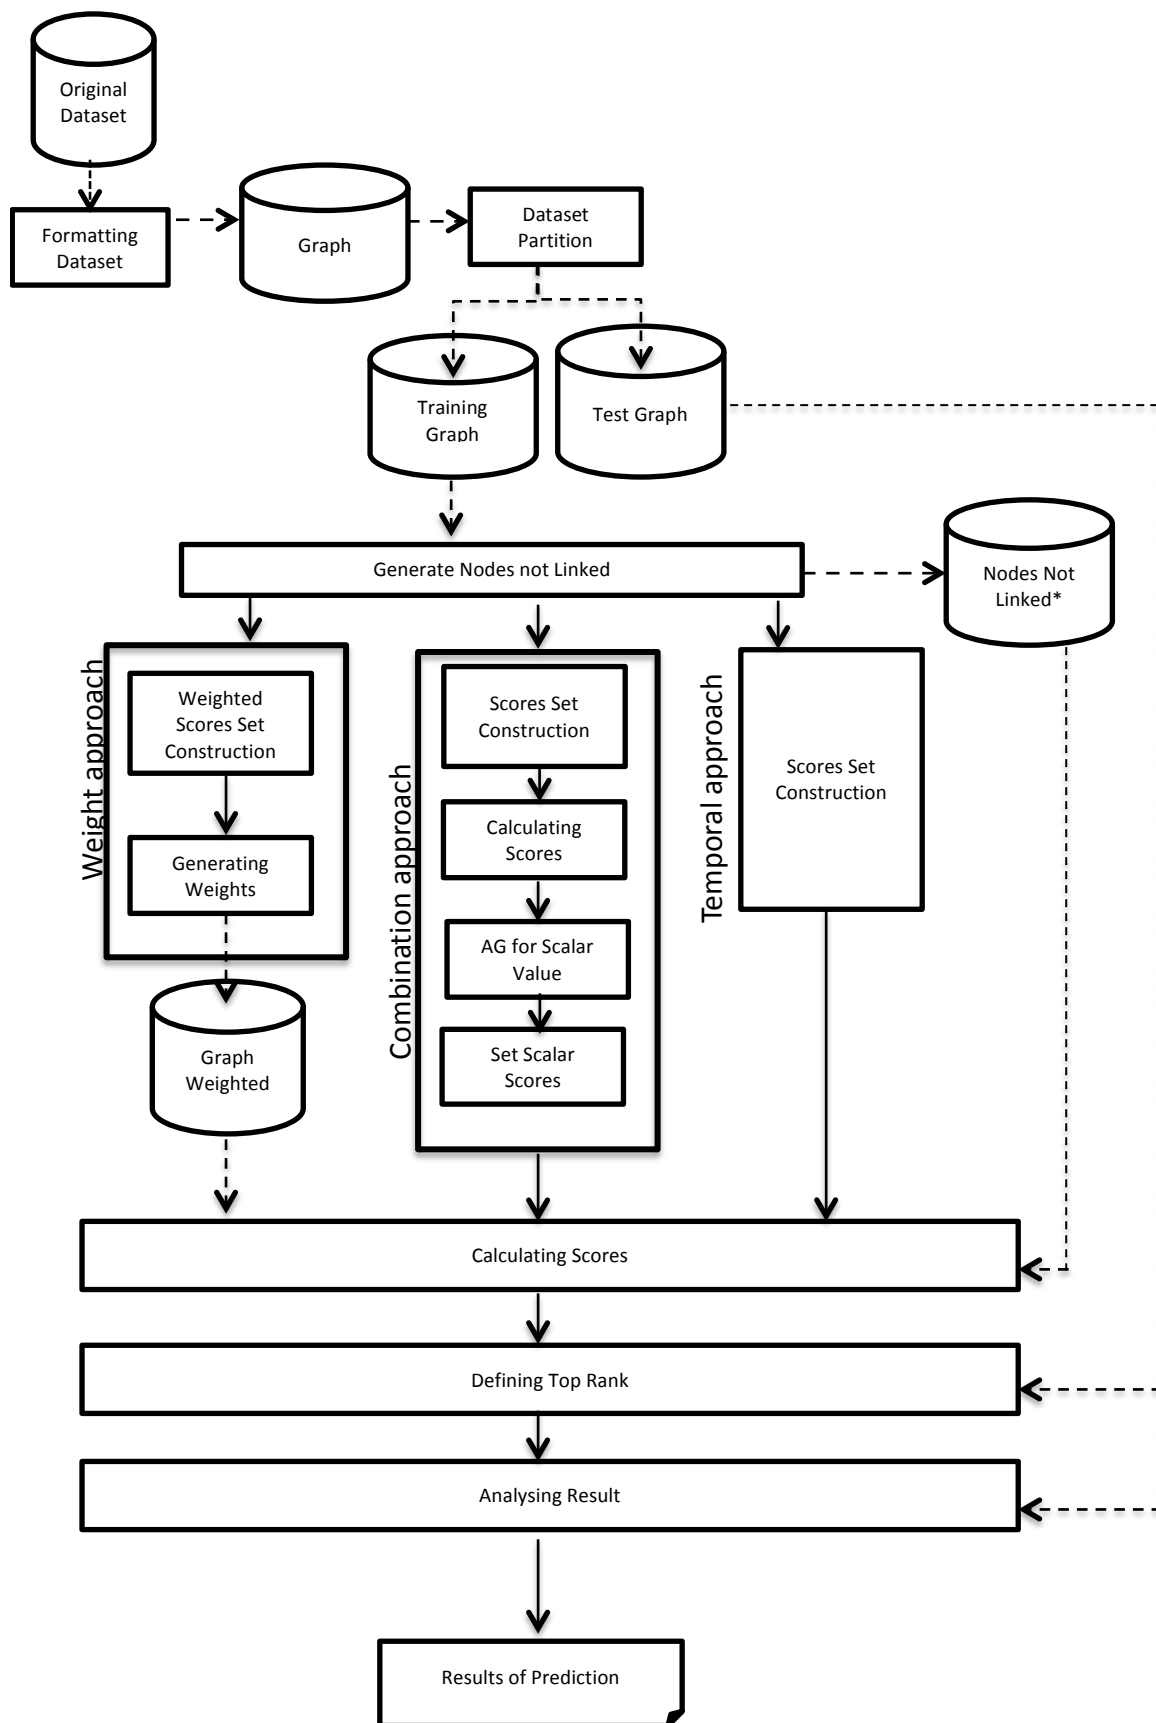 Original
Dataset
Formatting
Dataset
Graph
Dataset
Partition
Training
Graph
Test Graph
Generate Nodes not Linked
Nodes Not
Linked*
Weight approach
Weighted
Scores Set
Construction
Generating
Weights
Graph
Weighted
Combination approach
Scores Set
Construction
Calculating
Scores
AG for Scalar
Value
Set Scalar
Scores
Temporal approach
Scores Set
Construction
Calculating Scores
Defining Top Rank
Analysing Result
Results of Prediction